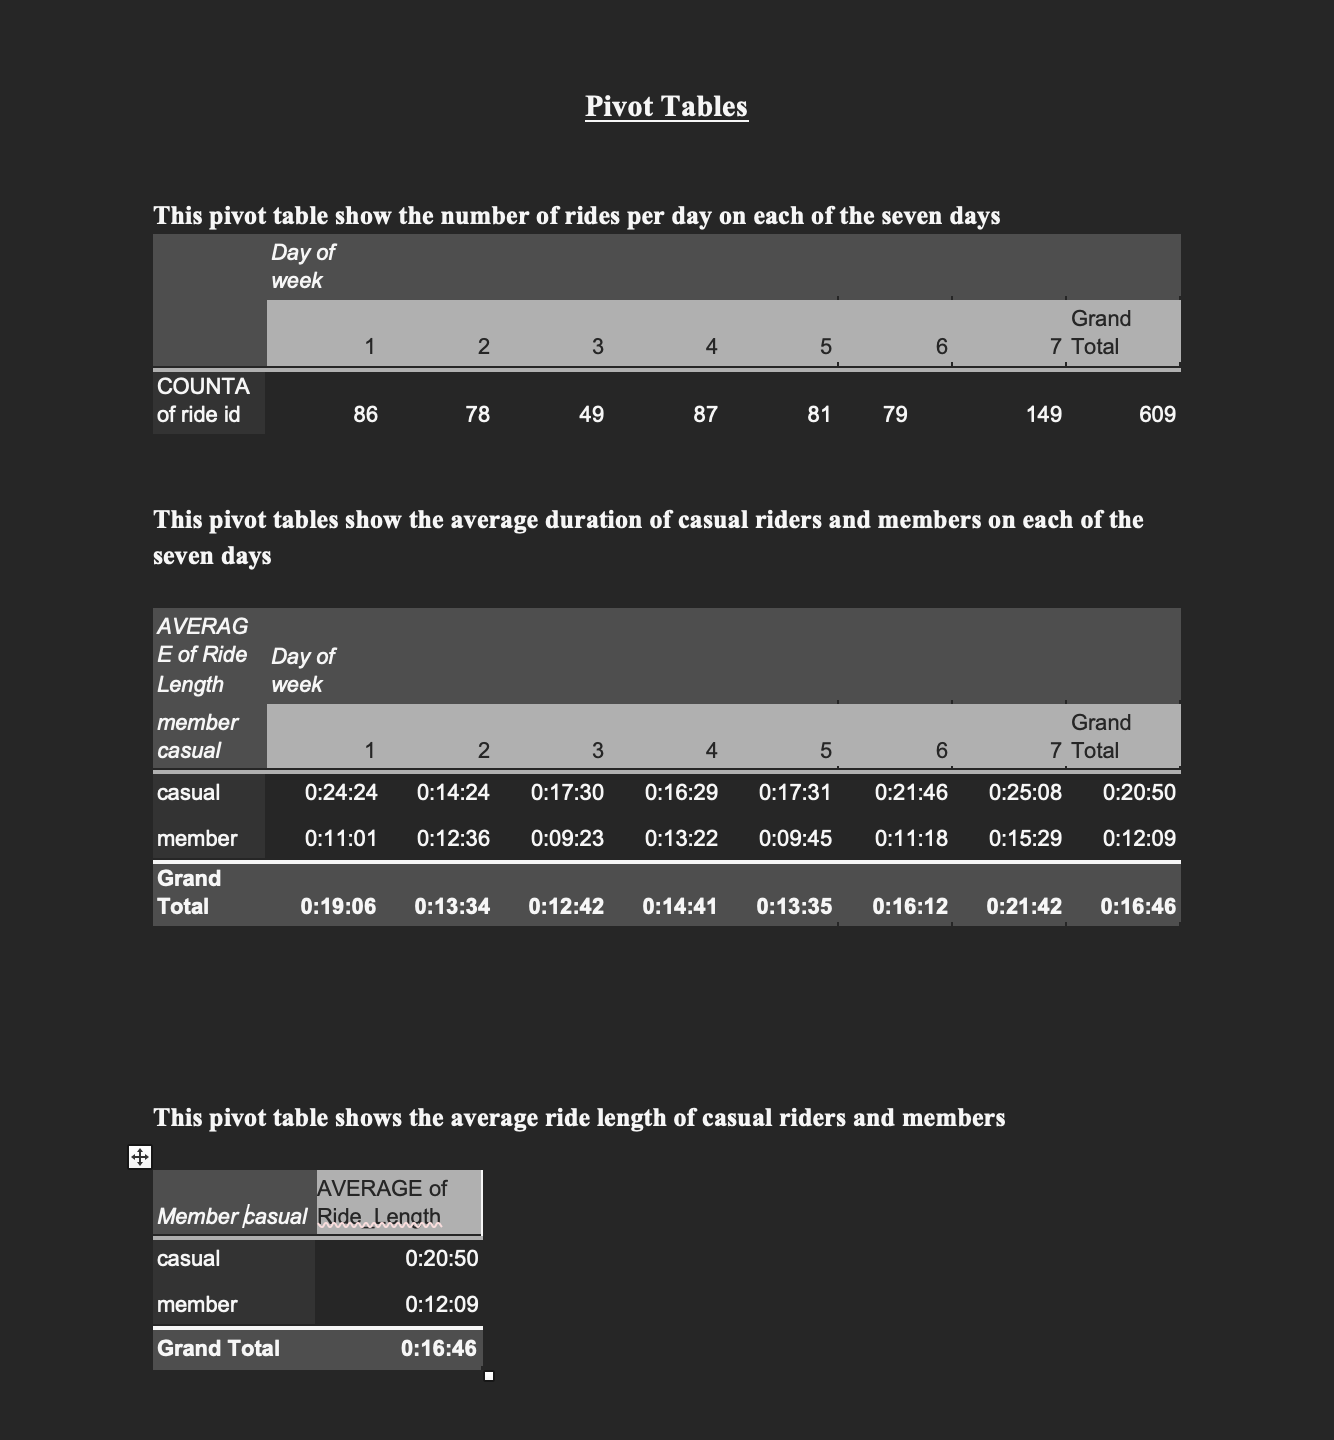 Pivot Tables
This pivot table show the number of rides per day on each of the seven days
Day of
week
1 2 3 4 5 6 7 Grand Total
COUNTA
of ride id 86 78 49 87 81 79 149 609
This pivot tables show the average duration of casual riders and members on each of the
seven days
AVERAG
E of Ride Day of
Length week
member casual 1 2 3 4 5 6 7 Grand Total
casual 0:24:24 0:14:24 0:17:30 0:16:29 0:17:31 0:21:46 0:25:08 0:20:50
member 0:11:01 0:12:36 0:09:23 0:13:22 0:09:45 0:11:18 0:15:29 0:12:09
Grand
Total 0:19:06 0:13:34 0:12:42 0:14:41 0:13:35 0:16:12 0:21:42 0:16:46
This pivot table shows the average ride length of casual riders and members
AVERAGE of
Member casual Ride_Length
casual 0:20:50
member 0:12:09
Grand Total 0:16:46